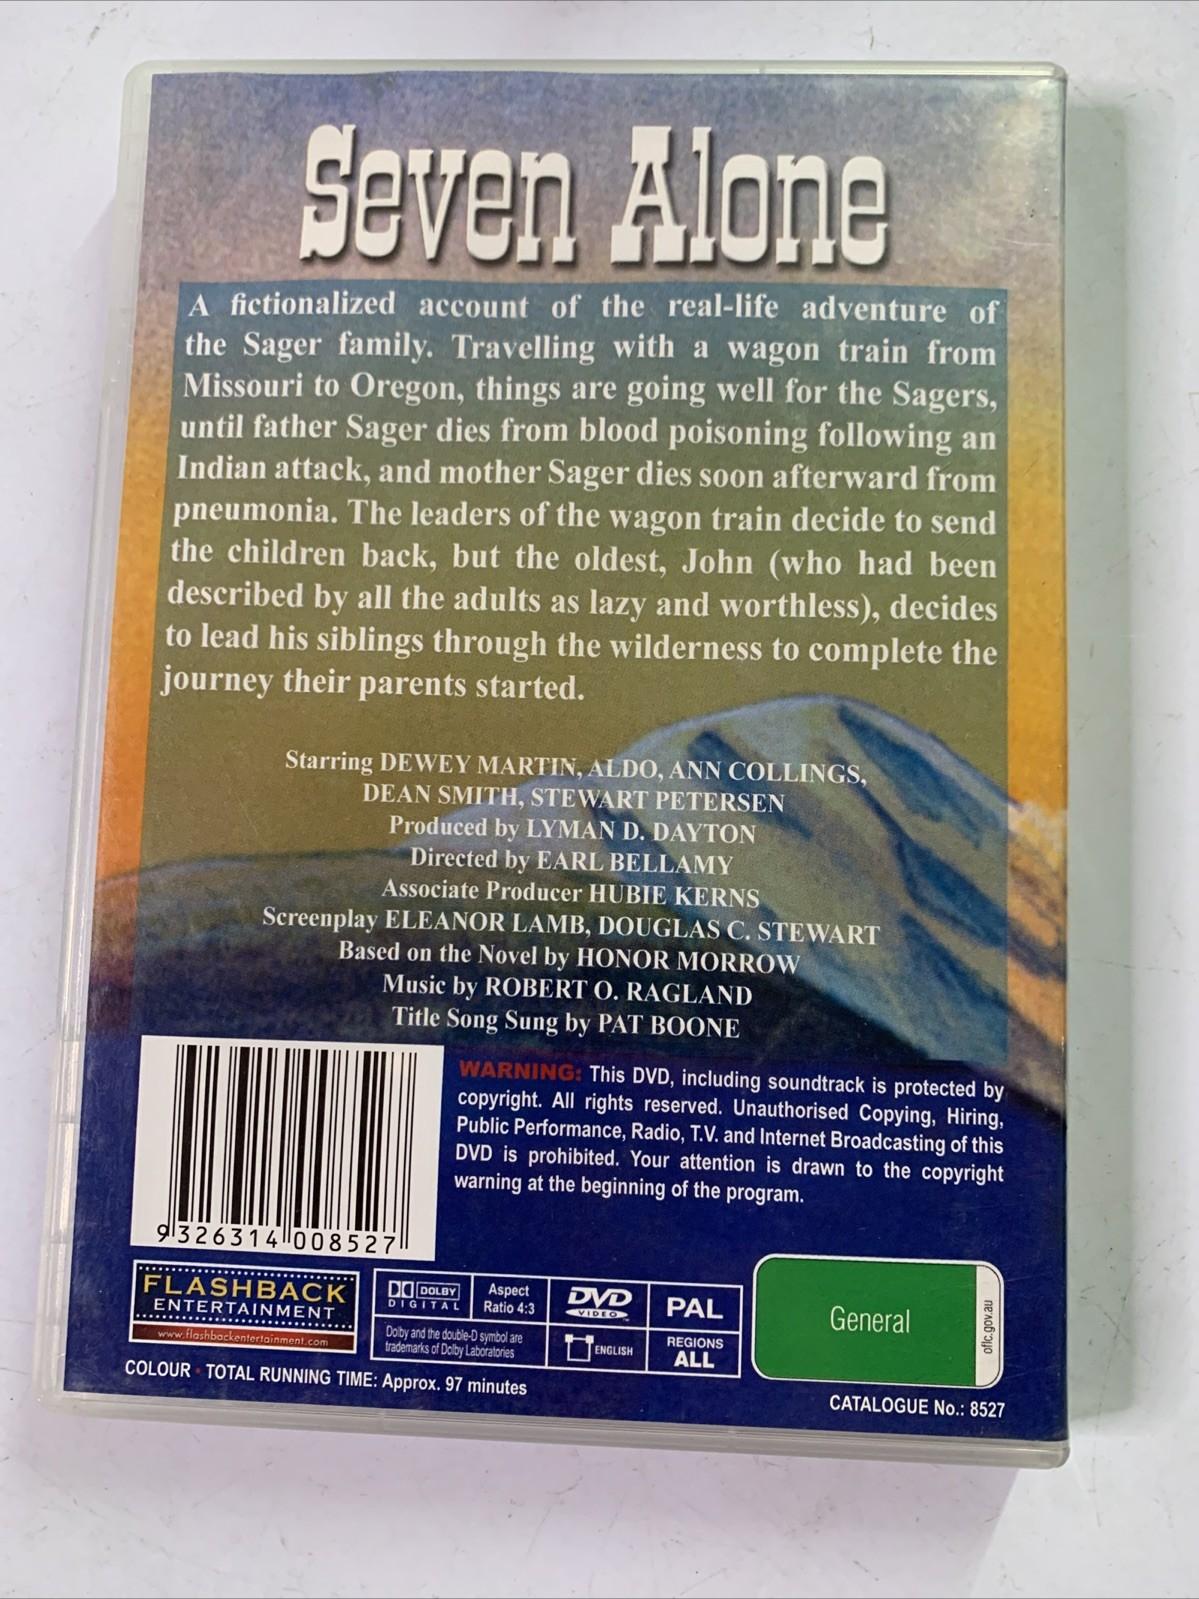 Seven Alone
A fictionalized account of the real-life adventure of
the Sager family. Travelling with a wagon train from
Missouri to Oregon, things are going well for the Sagers,
until father Sager dies from blood poisoning following an
Indian attack, and mother Sager dies soon afterward from
pneumonia. The leaders of the wagon train decide to send
the children back, but the oldest, John (who had been
described by all the adults as lazy and worthless), decides
to lead his siblings through the wilderness to complete the
journey their parents started.
Starring DEWEY MARTIN, ALDO, ANN COLLINGS,
DEAN SMITH, STEWART PETERSEN
Produced by LYMAN D. DAYTON
Directed by EARL BELLAMY
Associate Producer HUBIE KERNS
Screenplay ELEANOR LAMB, DOUGLAS C. STEWART
Based on the Novel by HONOR MORROW
Music by ROBERT O. RAGLAND
Title Song Sung by PAT BOONE
WARNING: This DVD, including soundtrack is protected by
copyright. All rights reserved. Unauthorised Copying, Hiring,
Public Performance, Radio, T.V. and Internet Broadcasting of this
DVD is prohibited. Your attention is drawn to the copyright
warning at the beginning of the program.
9 326314 008527
FLASHBACK
ENTERTAINMENT
www.flashbackentertainment.com
DOLBY
DIGITAL
Aspect
Ratio 4:3
Dolby and the double-D symbol are
trademarks of Dolby Laboratories
DVD
VIDEO
ENGLISH
PAL
REGIONS
ALL
General
oflc.gov.au
COLOUR • TOTAL RUNNING TIME: Approx. 97 minutes
CATALOGUE No.: 8527